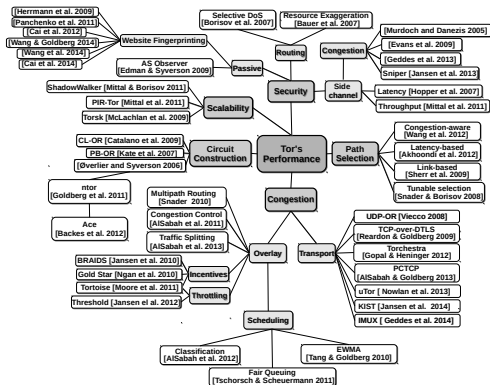 [Herrmann et al. 2009]
[Panchenko et al. 2011]
[Cai et al. 2012]
[Wang & Goldberg 2014]
[Wang et al. 2014]
[Cai et al. 2014]
Website Fingerprinting
Selective DoS
[Borisov et al. 2007]
Resource Exaggeration
[Bauer et al. 2007]
Routing
Congestion
[Murdoch and Danezis 2005]
[Evans et al. 2009]
[Geddes et al. 2013]
Sniper [Jansen et al. 2013]
AS Observer
[Edman & Syverson 2009]
Passive
Security
Side
channel
Latency [Hopper et al. 2007]
Throughput [Mittal et al. 2011]
ShadowWalker [Mittal & Borisov 2011]
PIR-Tor [Mittal et al. 2011]
Torsk [McLachlan et al. 2009]
Scalability
CL-OR [Catalano et al. 2009]
PB-OR [Kate et al. 2007]
[Øverlier and Syverson 2006]
Circuit
Construction
Tor's
Performance
Path
Selection
Congestion-aware
[Wang et al. 2012]
Latency-based
[Akhoondi et al. 2012]
Link-based
[Sherr et al. 2009]
Tunable selection
[Snader & Borisov 2008]
ntor
[Goldberg et al. 2011]
Ace
[Backes et al. 2012]
Congestion
Multipath Routing
[Snader 2010]
Congestion Control
[AlSabah et al. 2011]
Traffic Splitting
[AlSabah et al. 2013]
Overlay
Transport
UDP-OR [Viecco 2008]
TCP-over-DTLS
[Reardon & Goldberg 2009]
Torchestra
[Gopal & Heninger 2012]
PCTCP
[AlSabah & Goldberg 2013]
uTor [ Nowlan et al. 2013]
KIST [Jansen et al. 2014]
IMUX [ Geddes et al. 2014]
BRAIDS [Jansen et al. 2010]
Gold Star [Ngan et al. 2010]
Incentives
Tortoise [Moore et al. 2011]
Threshold [Jansen et al. 2012]
Throttling
Scheduling
Classification
[AlSabah et al. 2012]
EWMA
[Tang & Goldberg 2010]
Fair Queuing
[Tschorsch & Scheuermann 2011]